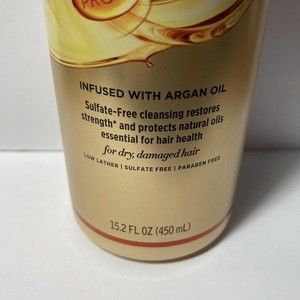 PRO
INFUSED WITH ARGAN OIL
Sulfate-Free cleansing restores
strength* and protects natural oils
essential for hair health
for dry, damaged hair
LOW LATHER | SULFATE FREE | PARABEN FREE
15.2 FL OZ (450 mL)